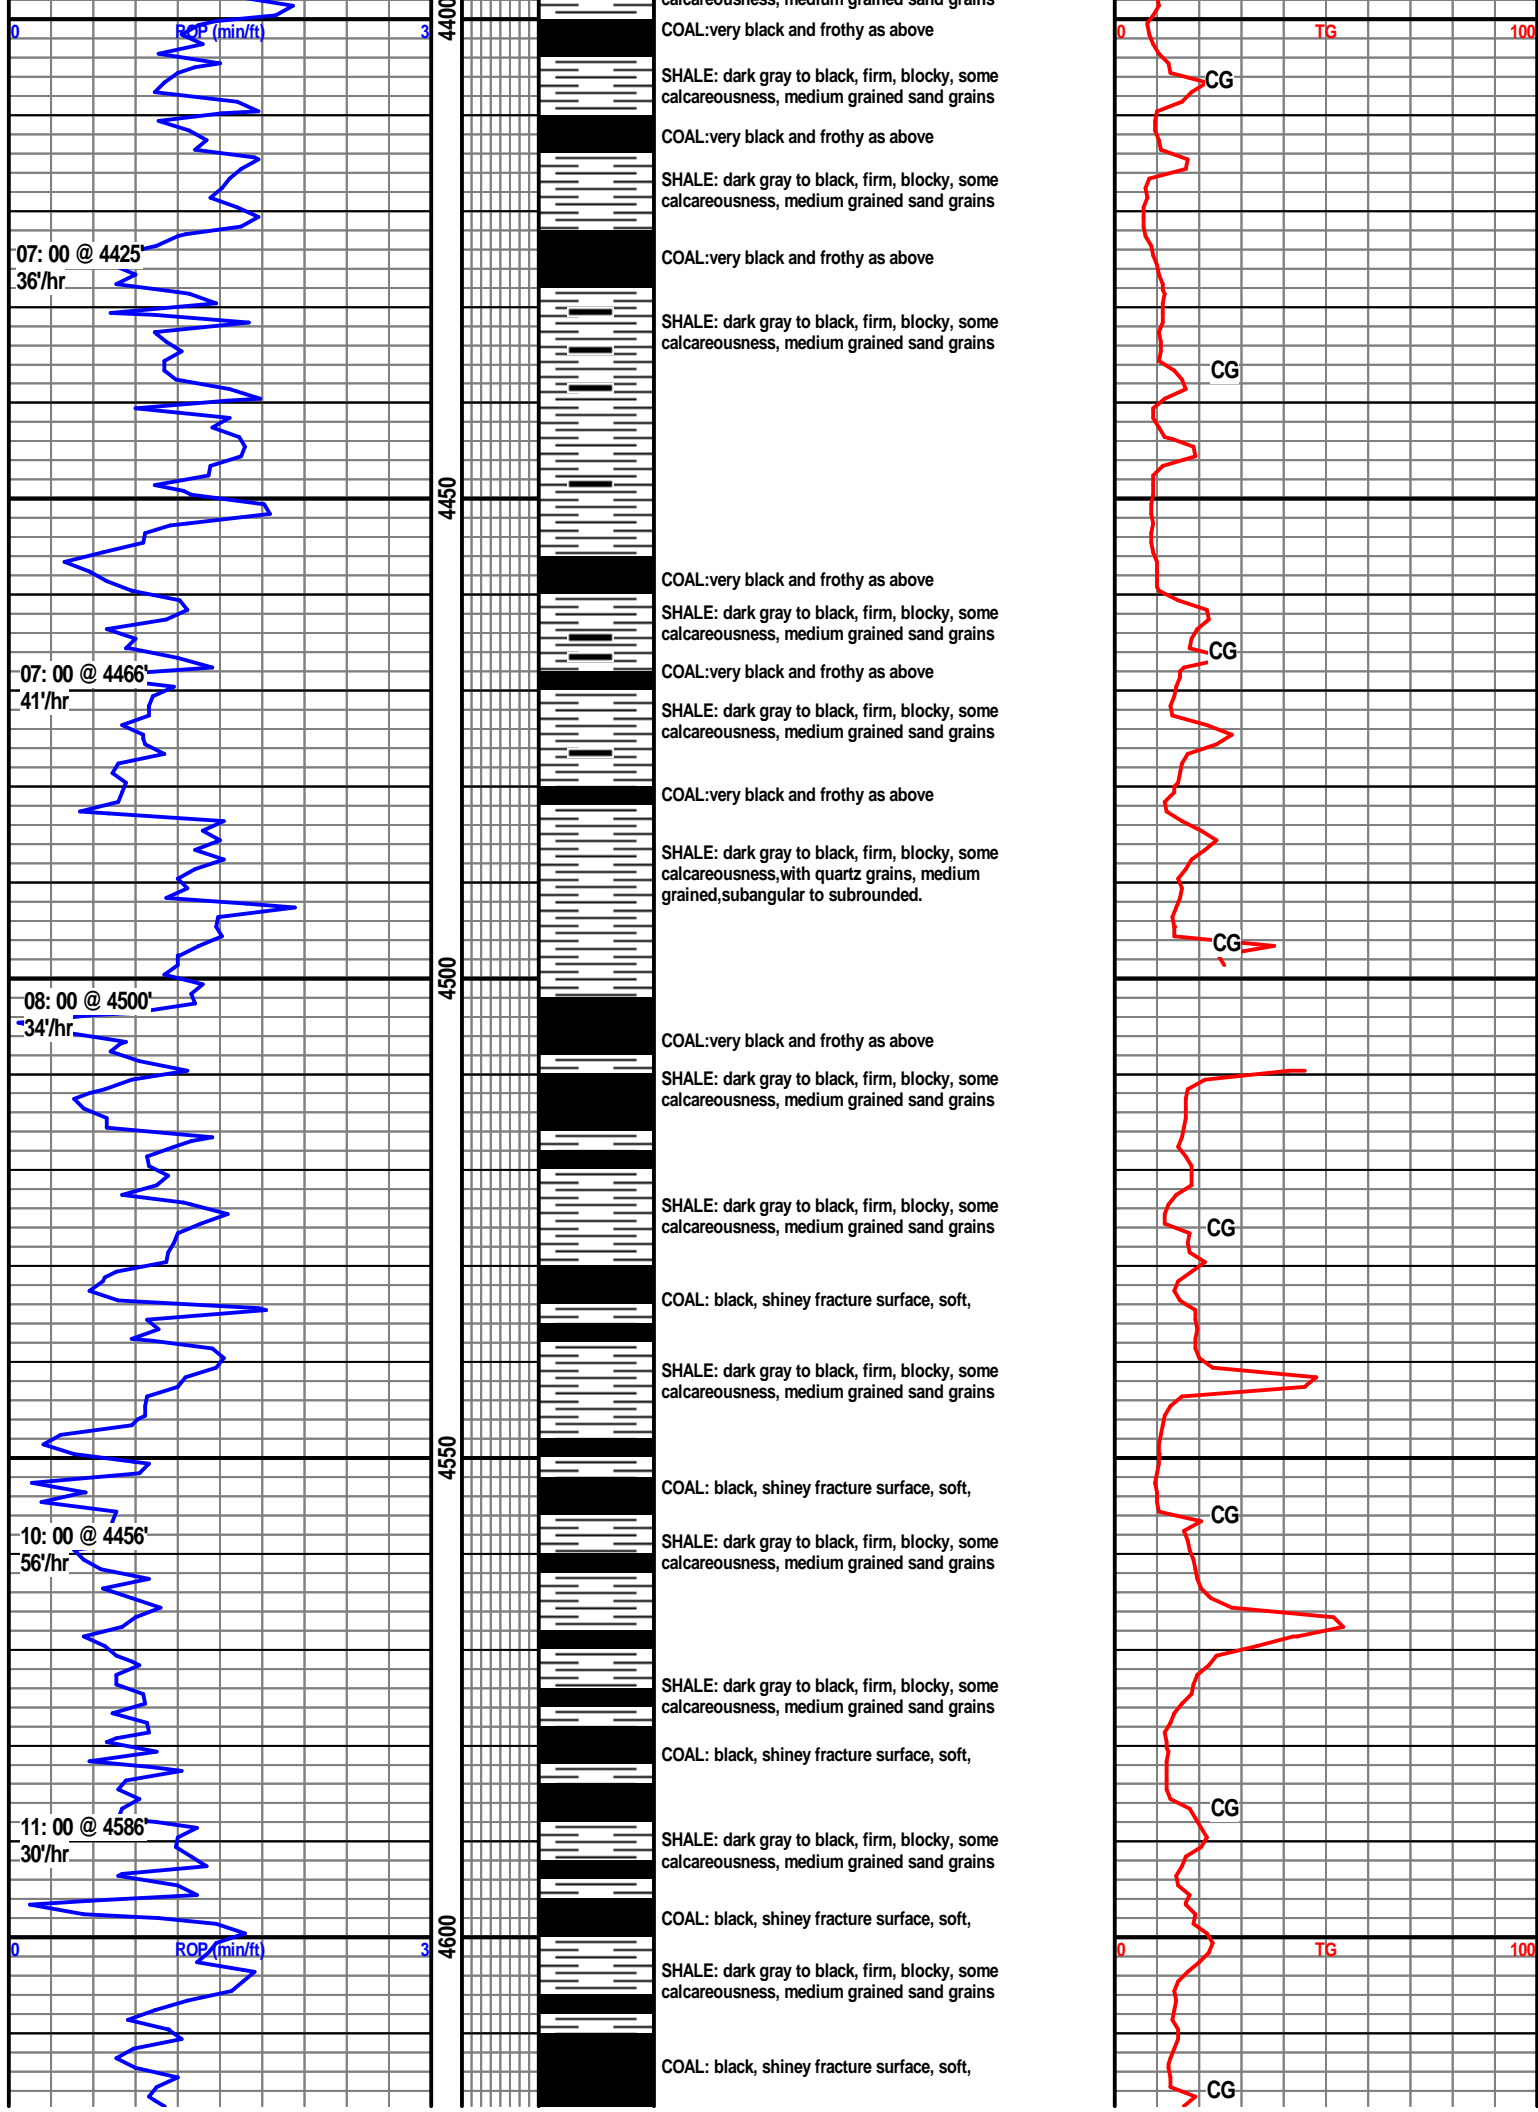 calcareousness, medium grained sand grains
4400
0 ROP (min/ft) 3
COAL:very black and frothy as above
0 TG 100
SHALE: dark gray to black, firm, blocky, some
calcareousness, medium grained sand grains
CG
COAL:very black and frothy as above
SHALE: dark gray to black, firm, blocky, some
calcareousness, medium grained sand grains
07: 00 @ 4425'
36'/hr
COAL:very black and frothy as above
SHALE: dark gray to black, firm, blocky, some
calcareousness, medium grained sand grains
CG
4450
COAL:very black and frothy as above
SHALE: dark gray to black, firm, blocky, some
calcareousness, medium grained sand grains
CG
07: 00 @ 4466'
41'/hr
COAL:very black and frothy as above
SHALE: dark gray to black, firm, blocky, some
calcareousness, medium grained sand grains
COAL:very black and frothy as above
SHALE: dark gray to black, firm, blocky, some
calcareousness,with quartz grains, medium
grained,subangular to subrounded.
CG
4500
08: 00 @ 4500'
34'/hr
COAL:very black and frothy as above
SHALE: dark gray to black, firm, blocky, some
calcareousness, medium grained sand grains
SHALE: dark gray to black, firm, blocky, some
calcareousness, medium grained sand grains
CG
COAL: black, shiney fracture surface, soft,
SHALE: dark gray to black, firm, blocky, some
calcareousness, medium grained sand grains
4550
COAL: black, shiney fracture surface, soft,
CG
10: 00 @ 4456'
56'/hr
SHALE: dark gray to black, firm, blocky, some
calcareousness, medium grained sand grains
SHALE: dark gray to black, firm, blocky, some
calcareousness, medium grained sand grains
COAL: black, shiney fracture surface, soft,
CG
11: 00 @ 4586'
30'/hr
SHALE: dark gray to black, firm, blocky, some
calcareousness, medium grained sand grains
COAL: black, shiney fracture surface, soft,
4600
0 ROP (min/ft) 3
0 TG 100
SHALE: dark gray to black, firm, blocky, some
calcareousness, medium grained sand grains
COAL: black, shiney fracture surface, soft,
CG